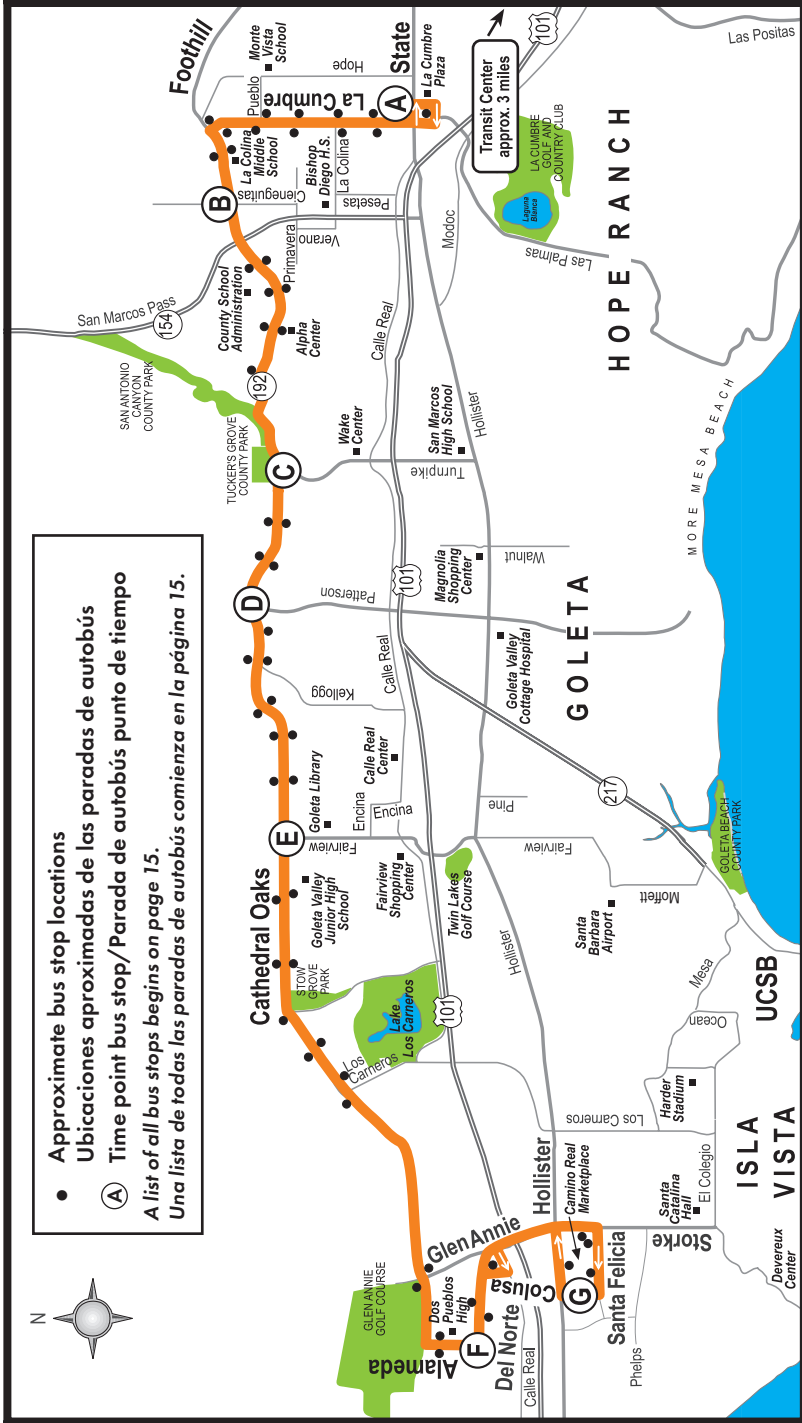 ● Approximate bus stop locations
Ubicaciones aproximadas de las paradas de autobús
A Time point bus stop/Parada de autobús punto de tiempo
A list of all bus stops begins on page 15.
Una lista de todas las paradas de autobús comienza en la página 15.
N
GLEN ANNIE
GOLF COURSE
Alameda
Dos
Pueblos
High
F
Del Norte
Calle Real
Glen Annie
Colusa
G
Hollister
Camino Real
Marketplace
Santa Felicia
Phelps
Storke
Devereux
Center
ISLA
VISTA
Santa
Catalina
Hall
El Colegio
Los Carneros
Harder
Stadium
Ocean
Mesa
UCSB
Cathedral Oaks
Los
Carneros
STOW
GROVE
PARK
Lake
Los Carneros
101
Goleta Valley
Junior High
School
E
Goleta Library
Fairview
Fairview
Shopping
Center
Encina
Encina
Calle Real
Center
Twin Lakes
Golf Course
Hollister
Pine
Fairview
Santa
Barbara
Airport
Moffett
217
GOLETA BEACH
COUNTY PARK
Kellogg
Calle Real
D
Patterson
101
GOLETA
Goleta Valley
Cottage Hospital
Magnolia
Shopping
Center
Walnut
C
TUCKER'S GROVE
COUNTY PARK
SAN ANTONIO
CANYON
COUNTY PARK
Wake
Center
Turnpike
San Marcos
High School
Hollister
MORE MESA BEACH
192
San Marcos Pass
154
County School
Administration
Alpha
Center
Primavera
Verano
Calle Real
Modoc
HOPE RANCH
Las Palmas
Laguna
Blanca
LA CUMBRE
GOLF AND
COUNTRY CLUB
B
Cieneguitas
La Colina
Middle
School
Bishop
Diego H.S.
La Colina
Pesetas
Foothill
Pueblo
Monte
Vista
School
Hope
La Cumbre
A
State
La Cumbre
Plaza
Transit Center
approx. 3 miles
101
101
Las Positas